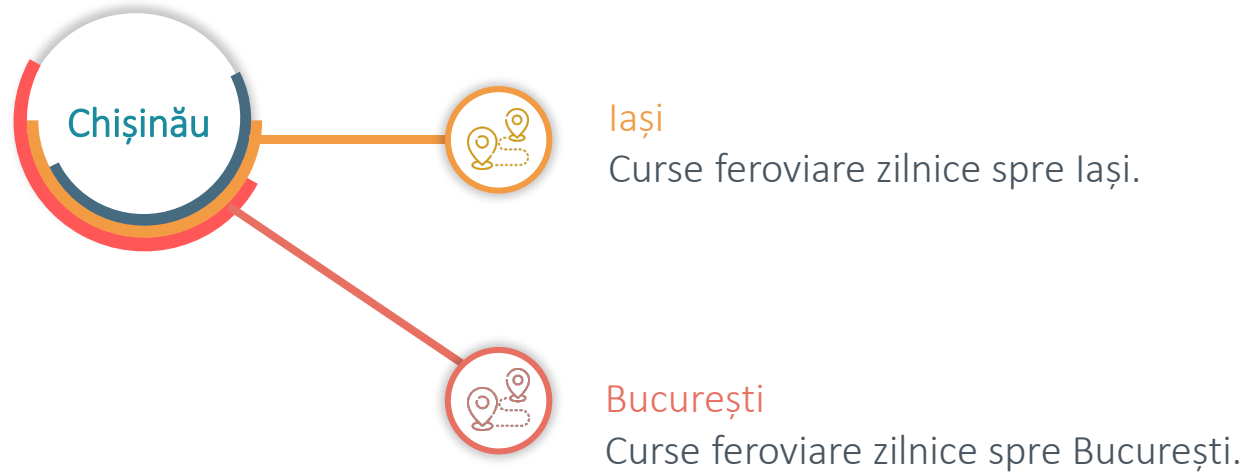 Chișinău
Iași
Curse feroviare zilnice spre Iași.
București
Curse feroviare zilnice spre București.